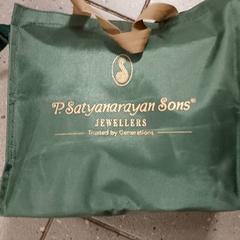 P. Satyanarayan Sons®
JEWELLERS
Trusted by Generations